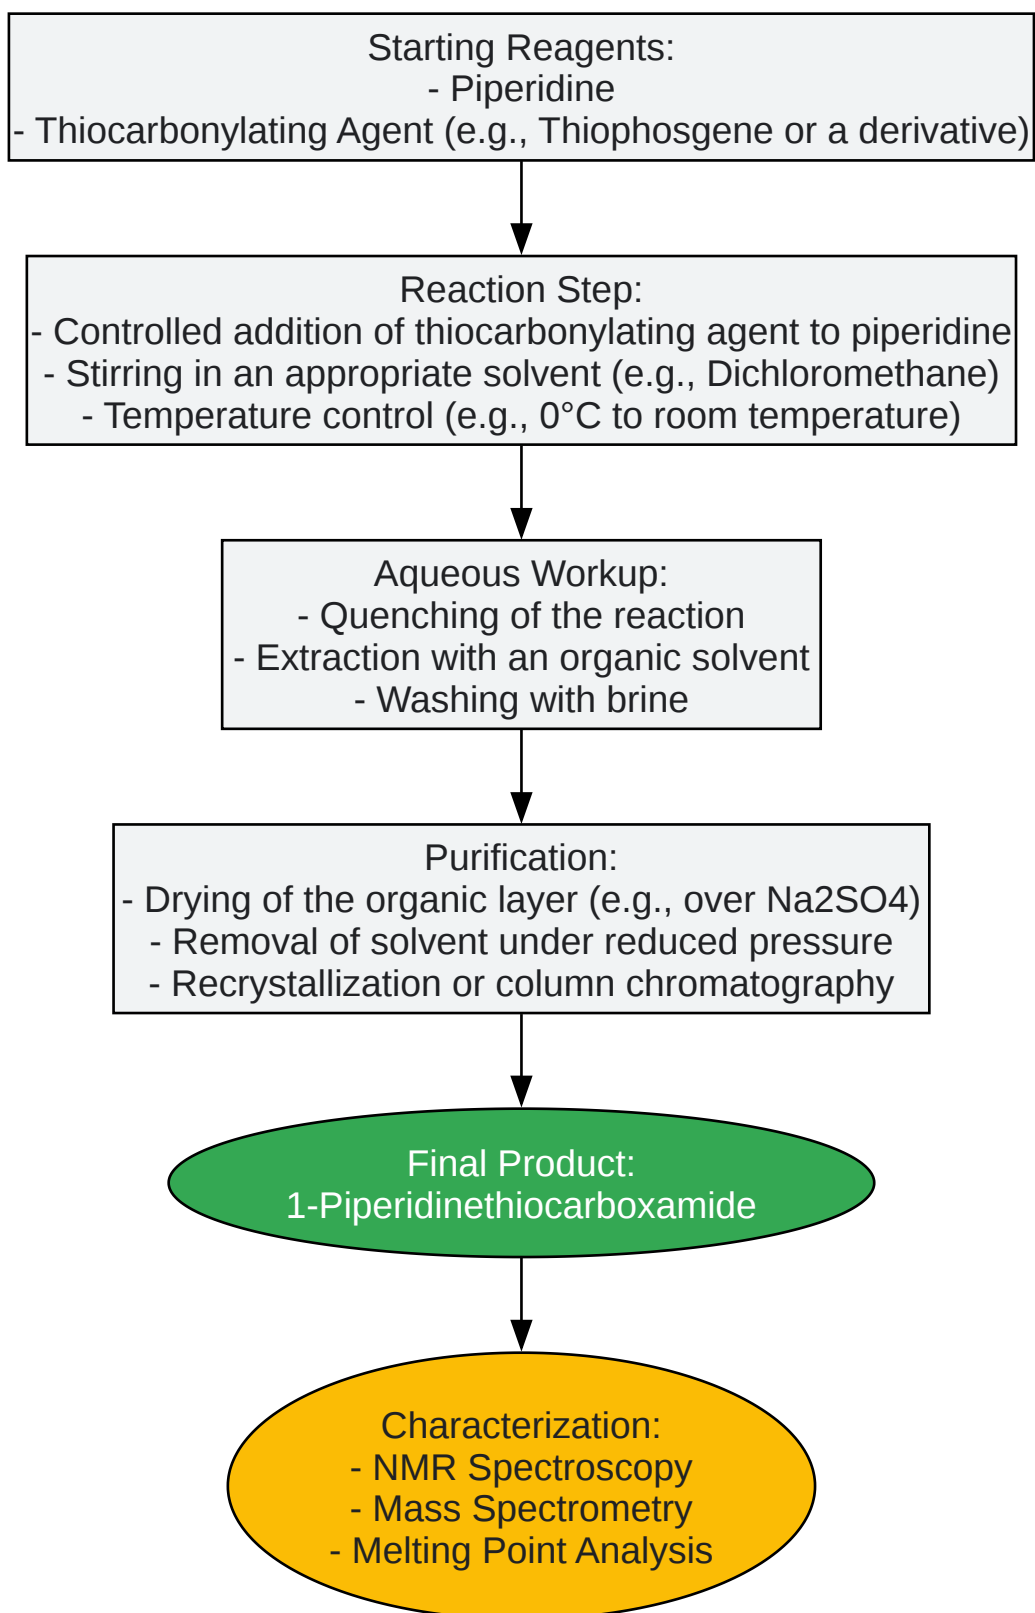 Starting Reagents:
- Piperidine
- Thiocarbonylating Agent (e.g., Thiophosgene or a derivative)
Reaction Step:
- Controlled addition of thiocarbonylating agent to piperidine
- Stirring in an appropriate solvent (e.g., Dichloromethane)
- Temperature control (e.g., 0°C to room temperature)
Aqueous Workup:
- Quenching of the reaction
- Extraction with an organic solvent
- Washing with brine
Purification:
- Drying of the organic layer (e.g., over Na2SO4)
- Removal of solvent under reduced pressure
- Recrystallization or column chromatography
Final Product:
1-Piperidinethiocarboxamide
Characterization:
- NMR Spectroscopy
- Mass Spectrometry
- Melting Point Analysis